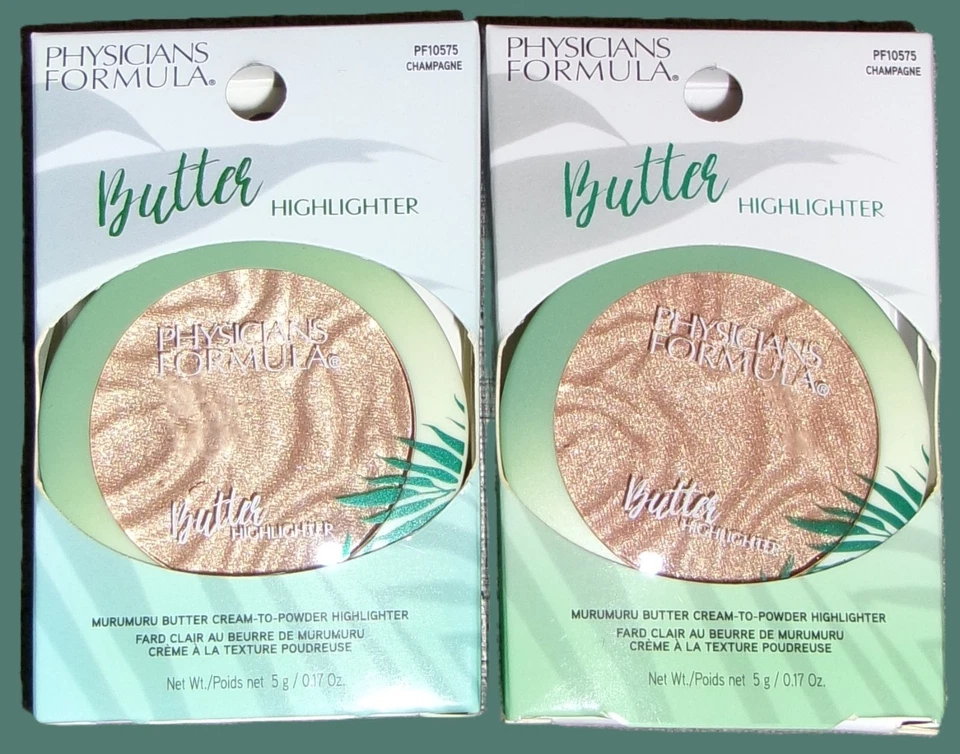 PHYSICIANS
FORMULA®
PF10575
CHAMPAGNE
Butter HIGHLIGHTER
PHYSICIANS
FORMULA®
Butter
HIGHLIGHTER
MURUMURU BUTTER CREAM-TO-POWDER HIGHLIGHTER
FARD CLAIR AU BEURRE DE MURUMURU
CRÈME À LA TEXTURE POUDREUSE
Net Wt./Poids net 5 g / 0.17 Oz.
PHYSICIANS
FORMULA®
PF10575
CHAMPAGNE
Butter HIGHLIGHTER
PHYSICIANS
FORMULA®
Butter
HIGHLIGHTER
MURUMURU BUTTER CREAM-TO-POWDER HIGHLIGHTER
FARD CLAIR AU BEURRE DE MURUMURU
CRÈME À LA TEXTURE POUDREUSE
Net Wt./Poids net 5 g / 0.17 Oz.